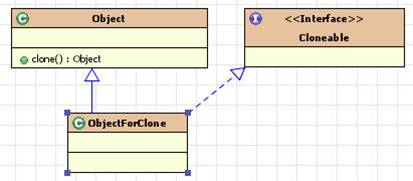 C Object
clone() : Object
I <<Interface>>
Cloneable
C ObjectForClone